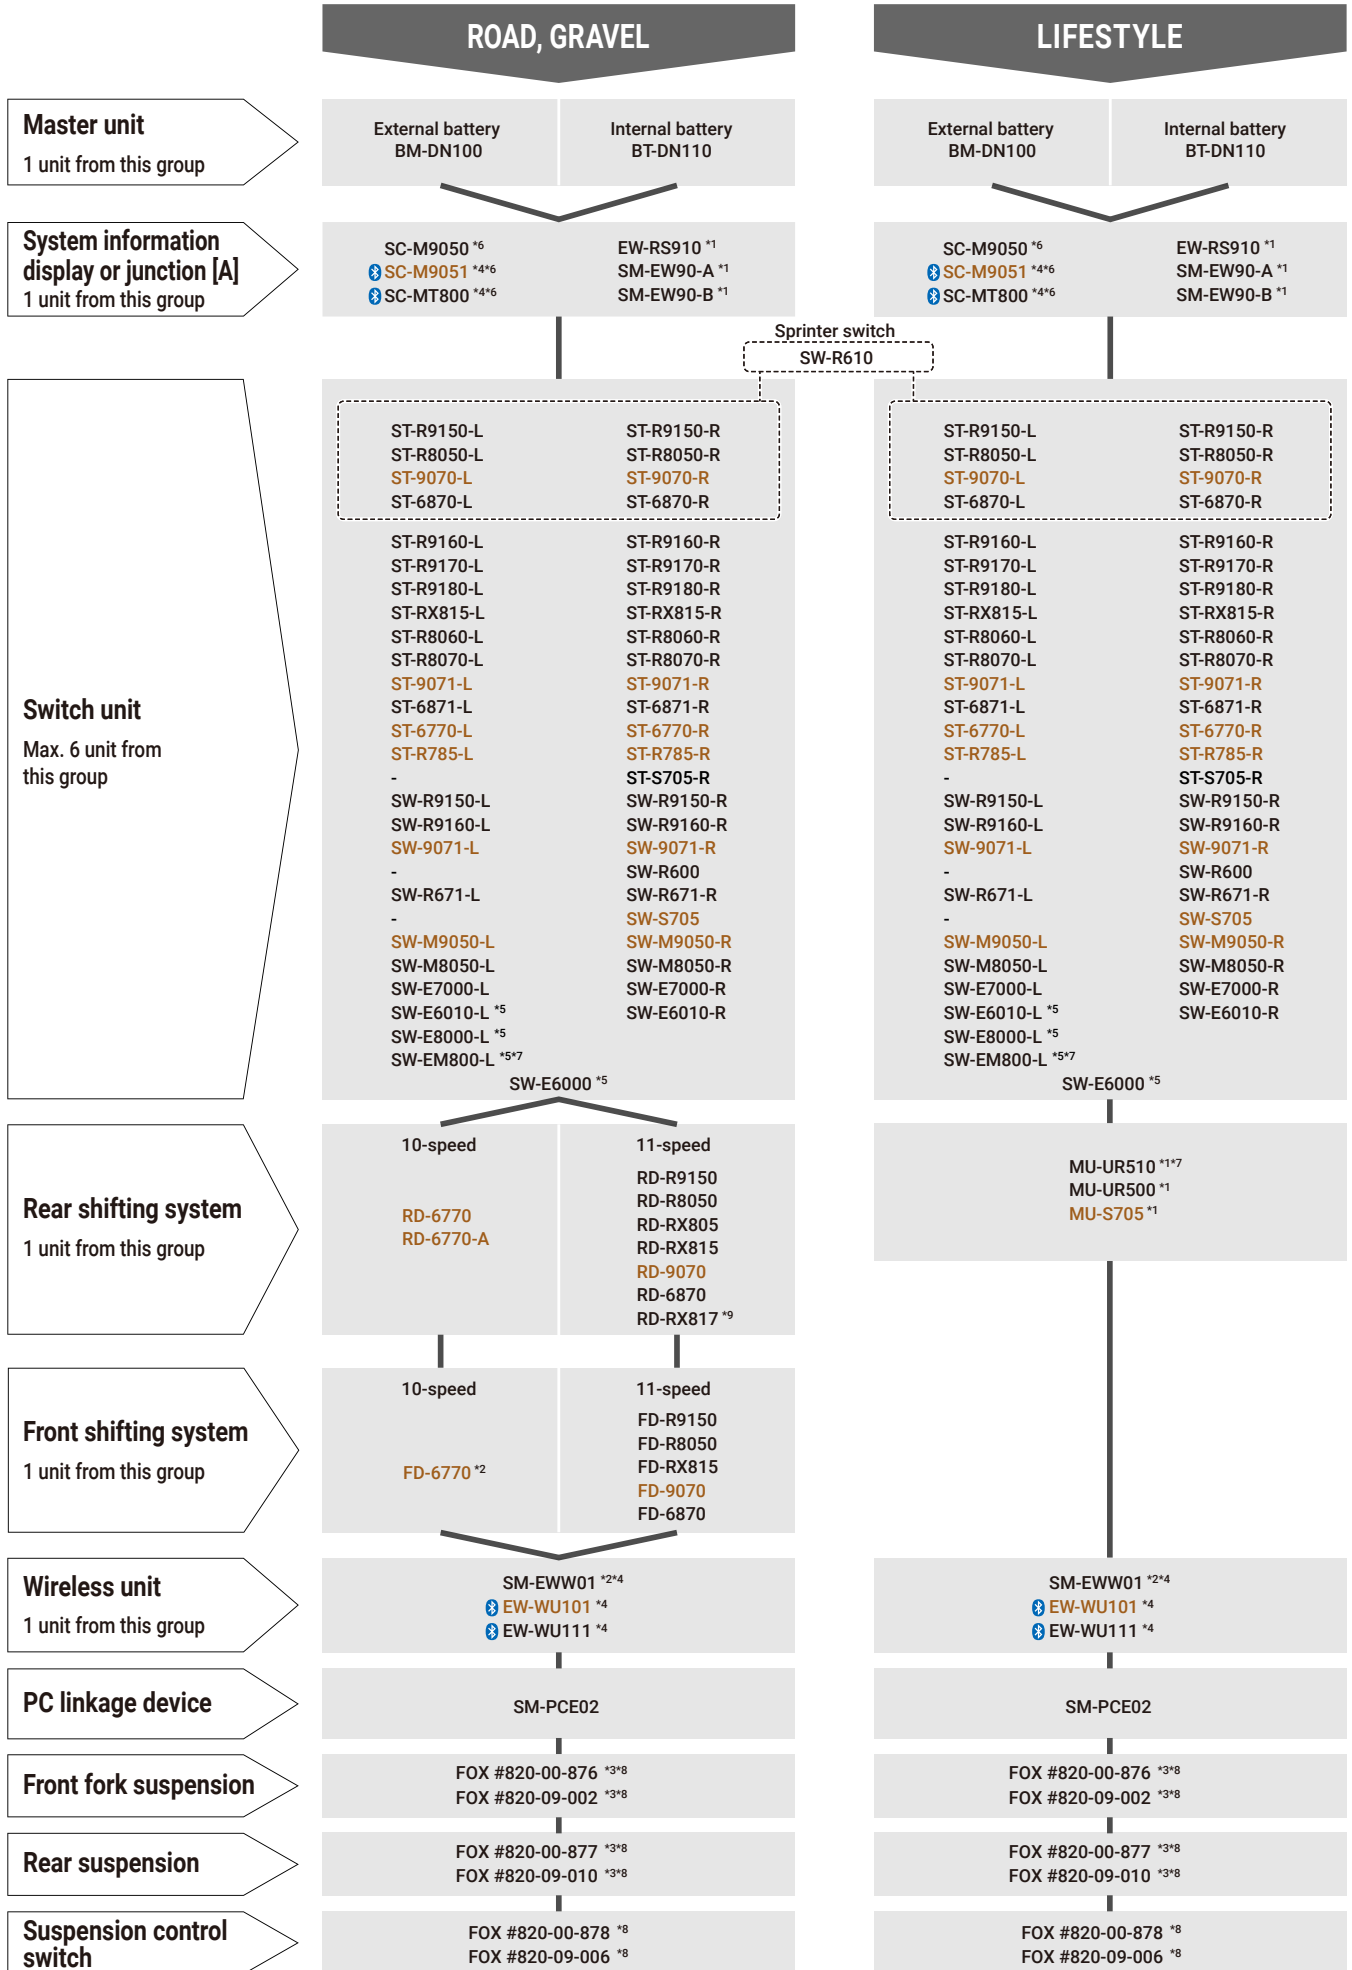 ROAD, GRAVEL
LIFESTYLE
Master unit
1 unit from this group
External battery
BM-DN100
Internal battery
BT-DN110
External battery
BM-DN100
Internal battery
BT-DN110
System information
display or junction [A]
1 unit from this group
SC-M9050 *6
SC-M9051 *4*6
SC-MT800 *4*6
EW-RS910 *1
SM-EW90-A *1
SM-EW90-B *1
SC-M9050 *6
SC-M9051 *4*6
SC-MT800 *4*6
EW-RS910 *1
SM-EW90-A *1
SM-EW90-B *1
Sprinter switch
SW-R610
Switch unit
Max. 6 unit from
this group
ST-R9150-L
ST-R8050-L
ST-9070-L
ST-6870-L
ST-R9160-L
ST-R9170-L
ST-R9180-L
ST-RX815-L
ST-R8060-L
ST-R8070-L
ST-9071-L
ST-6871-L
ST-6770-L
ST-R785-L
-
SW-R9150-L
SW-R9160-L
SW-9071-L
-
SW-R671-L
-
SW-M9050-L
SW-M8050-L
SW-E7000-L
SW-E6010-L *5
SW-E8000-L *5
SW-EM800-L *5*7
ST-R9150-R
ST-R8050-R
ST-9070-R
ST-6870-R
ST-R9160-R
ST-R9170-R
ST-R9180-R
ST-RX815-R
ST-R8060-R
ST-R8070-R
ST-9071-R
ST-6871-R
ST-6770-R
ST-R785-R
ST-S705-R
SW-R9150-R
SW-R9160-R
SW-9071-R
SW-R600
SW-R671-R
SW-S705
SW-M9050-R
SW-M8050-R
SW-E7000-R
SW-E6010-R
SW-E6000 *5
ST-R9150-L
ST-R8050-L
ST-9070-L
ST-6870-L
ST-R9160-L
ST-R9170-L
ST-R9180-L
ST-RX815-L
ST-R8060-L
ST-R8070-L
ST-9071-L
ST-6871-L
ST-6770-L
ST-R785-L
-
SW-R9150-L
SW-R9160-L
SW-9071-L
-
SW-R671-L
-
SW-M9050-L
SW-M8050-L
SW-E7000-L
SW-E6010-L *5
SW-E8000-L *5
SW-EM800-L *5*7
ST-R9150-R
ST-R8050-R
ST-9070-R
ST-6870-R
ST-R9160-R
ST-R9170-R
ST-R9180-R
ST-RX815-R
ST-R8060-R
ST-R8070-R
ST-9071-R
ST-6871-R
ST-6770-R
ST-R785-R
ST-S705-R
SW-R9150-R
SW-R9160-R
SW-9071-R
SW-R600
SW-R671-R
SW-S705
SW-M9050-R
SW-M8050-R
SW-E7000-R
SW-E6010-R
SW-E6000 *5
Rear shifting system
1 unit from this group
10-speed
RD-6770
RD-6770-A
11-speed
RD-R9150
RD-R8050
RD-RX805
RD-RX815
RD-9070
RD-6870
RD-RX817 *9
MU-UR510 *1*7
MU-UR500 *1
MU-S705 *1
Front shifting system
1 unit from this group
10-speed
FD-6770 *2
11-speed
FD-R9150
FD-R8050
FD-RX815
FD-9070
FD-6870
Wireless unit
1 unit from this group
SM-EWW01 *2*4
EW-WU101 *4
EW-WU111 *4
SM-EWW01 *2*4
EW-WU101 *4
EW-WU111 *4
PC linkage device
SM-PCE02
SM-PCE02
Front fork suspension
FOX #820-00-876 *3*8
FOX #820-09-002 *3*8
FOX #820-00-876 *3*8
FOX #820-09-002 *3*8
Rear suspension
FOX #820-00-877 *3*8
FOX #820-09-010 *3*8
FOX #820-00-877 *3*8
FOX #820-09-010 *3*8
Suspension control
switch
FOX #820-00-878 *8
FOX #820-09-006 *8
FOX #820-00-878 *8
FOX #820-09-006 *8